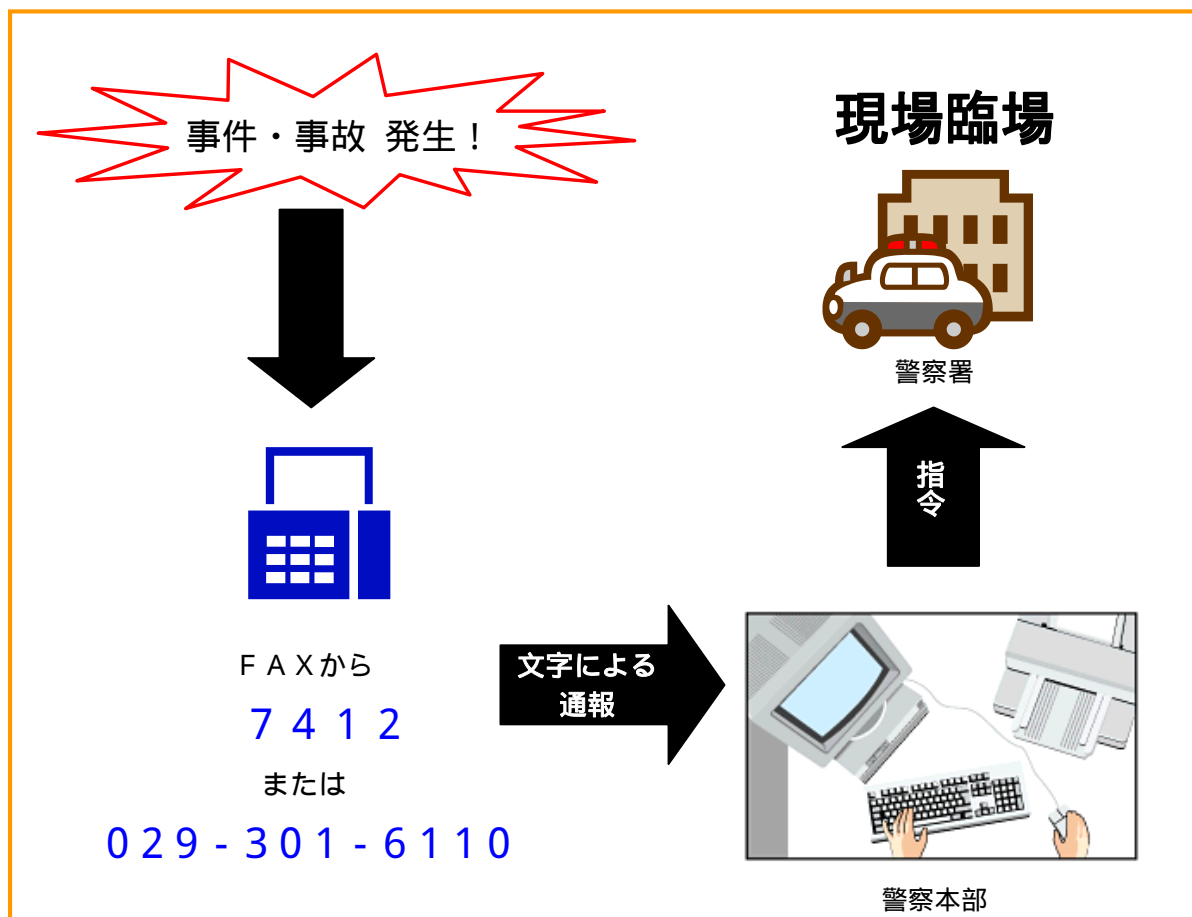 事件・事故 発生！
ＦＡＸから
７４１２
または
０２９－３０１－６１１０
文字による
通報
警察本部
指令
現場臨場
警察署